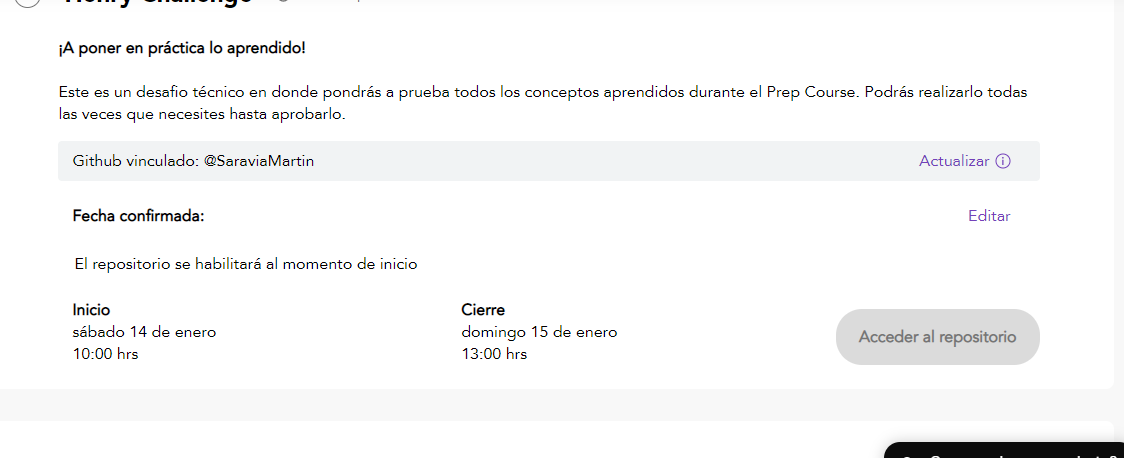 Henry Challenge
¡A poner en práctica lo aprendido!
Este es un desafio técnico en donde pondrás a prueba todos los conceptos aprendidos durante el Prep Course. Podrás realizarlo todas
las veces que necesites hasta aprobarlo.
Github vinculado: @SaraviaMartin Actualizar
Fecha confirmada: Editar
El repositorio se habilitará al momento de inicio
Inicio Cierre
sábado 14 de enero domingo 15 de enero Acceder al repositorio
10:00 hrs 13:00 hrs